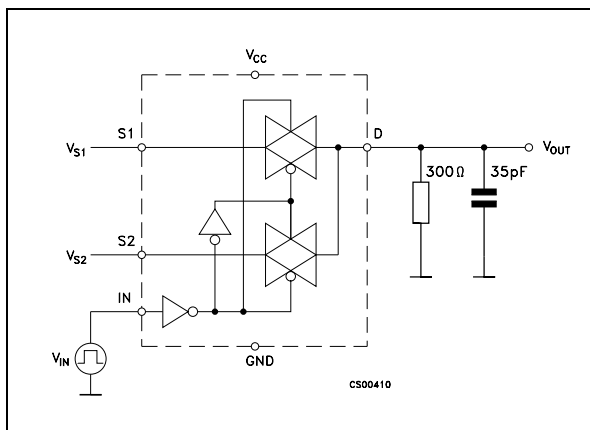 VCC
S1
D
VS1
VOUT
300Ω
35pF
S2
VS2
IN
VIN
GND
CS00410